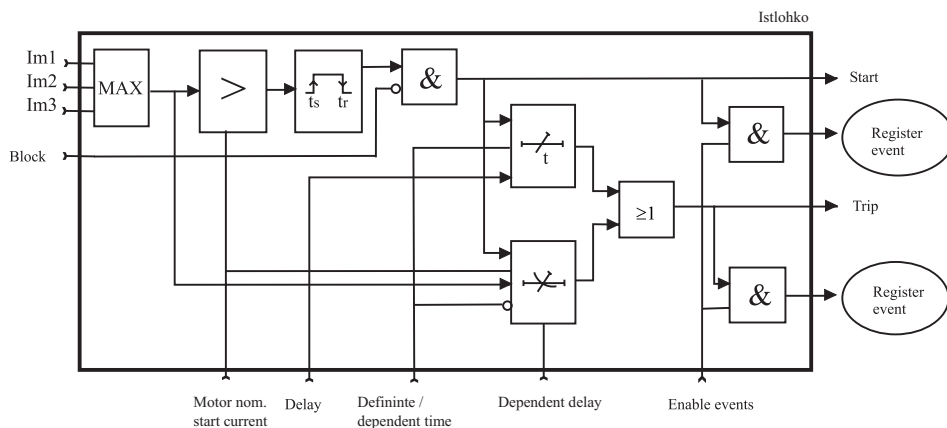 Istlohko
Im1
Im2
Im3
MAX
>
ts tr
&
Start
Block
t
&
Register
event
≥1
Trip
&
Register
event
Motor nom.
start current
Delay
Defininte /
dependent time
Dependent delay
Enable events